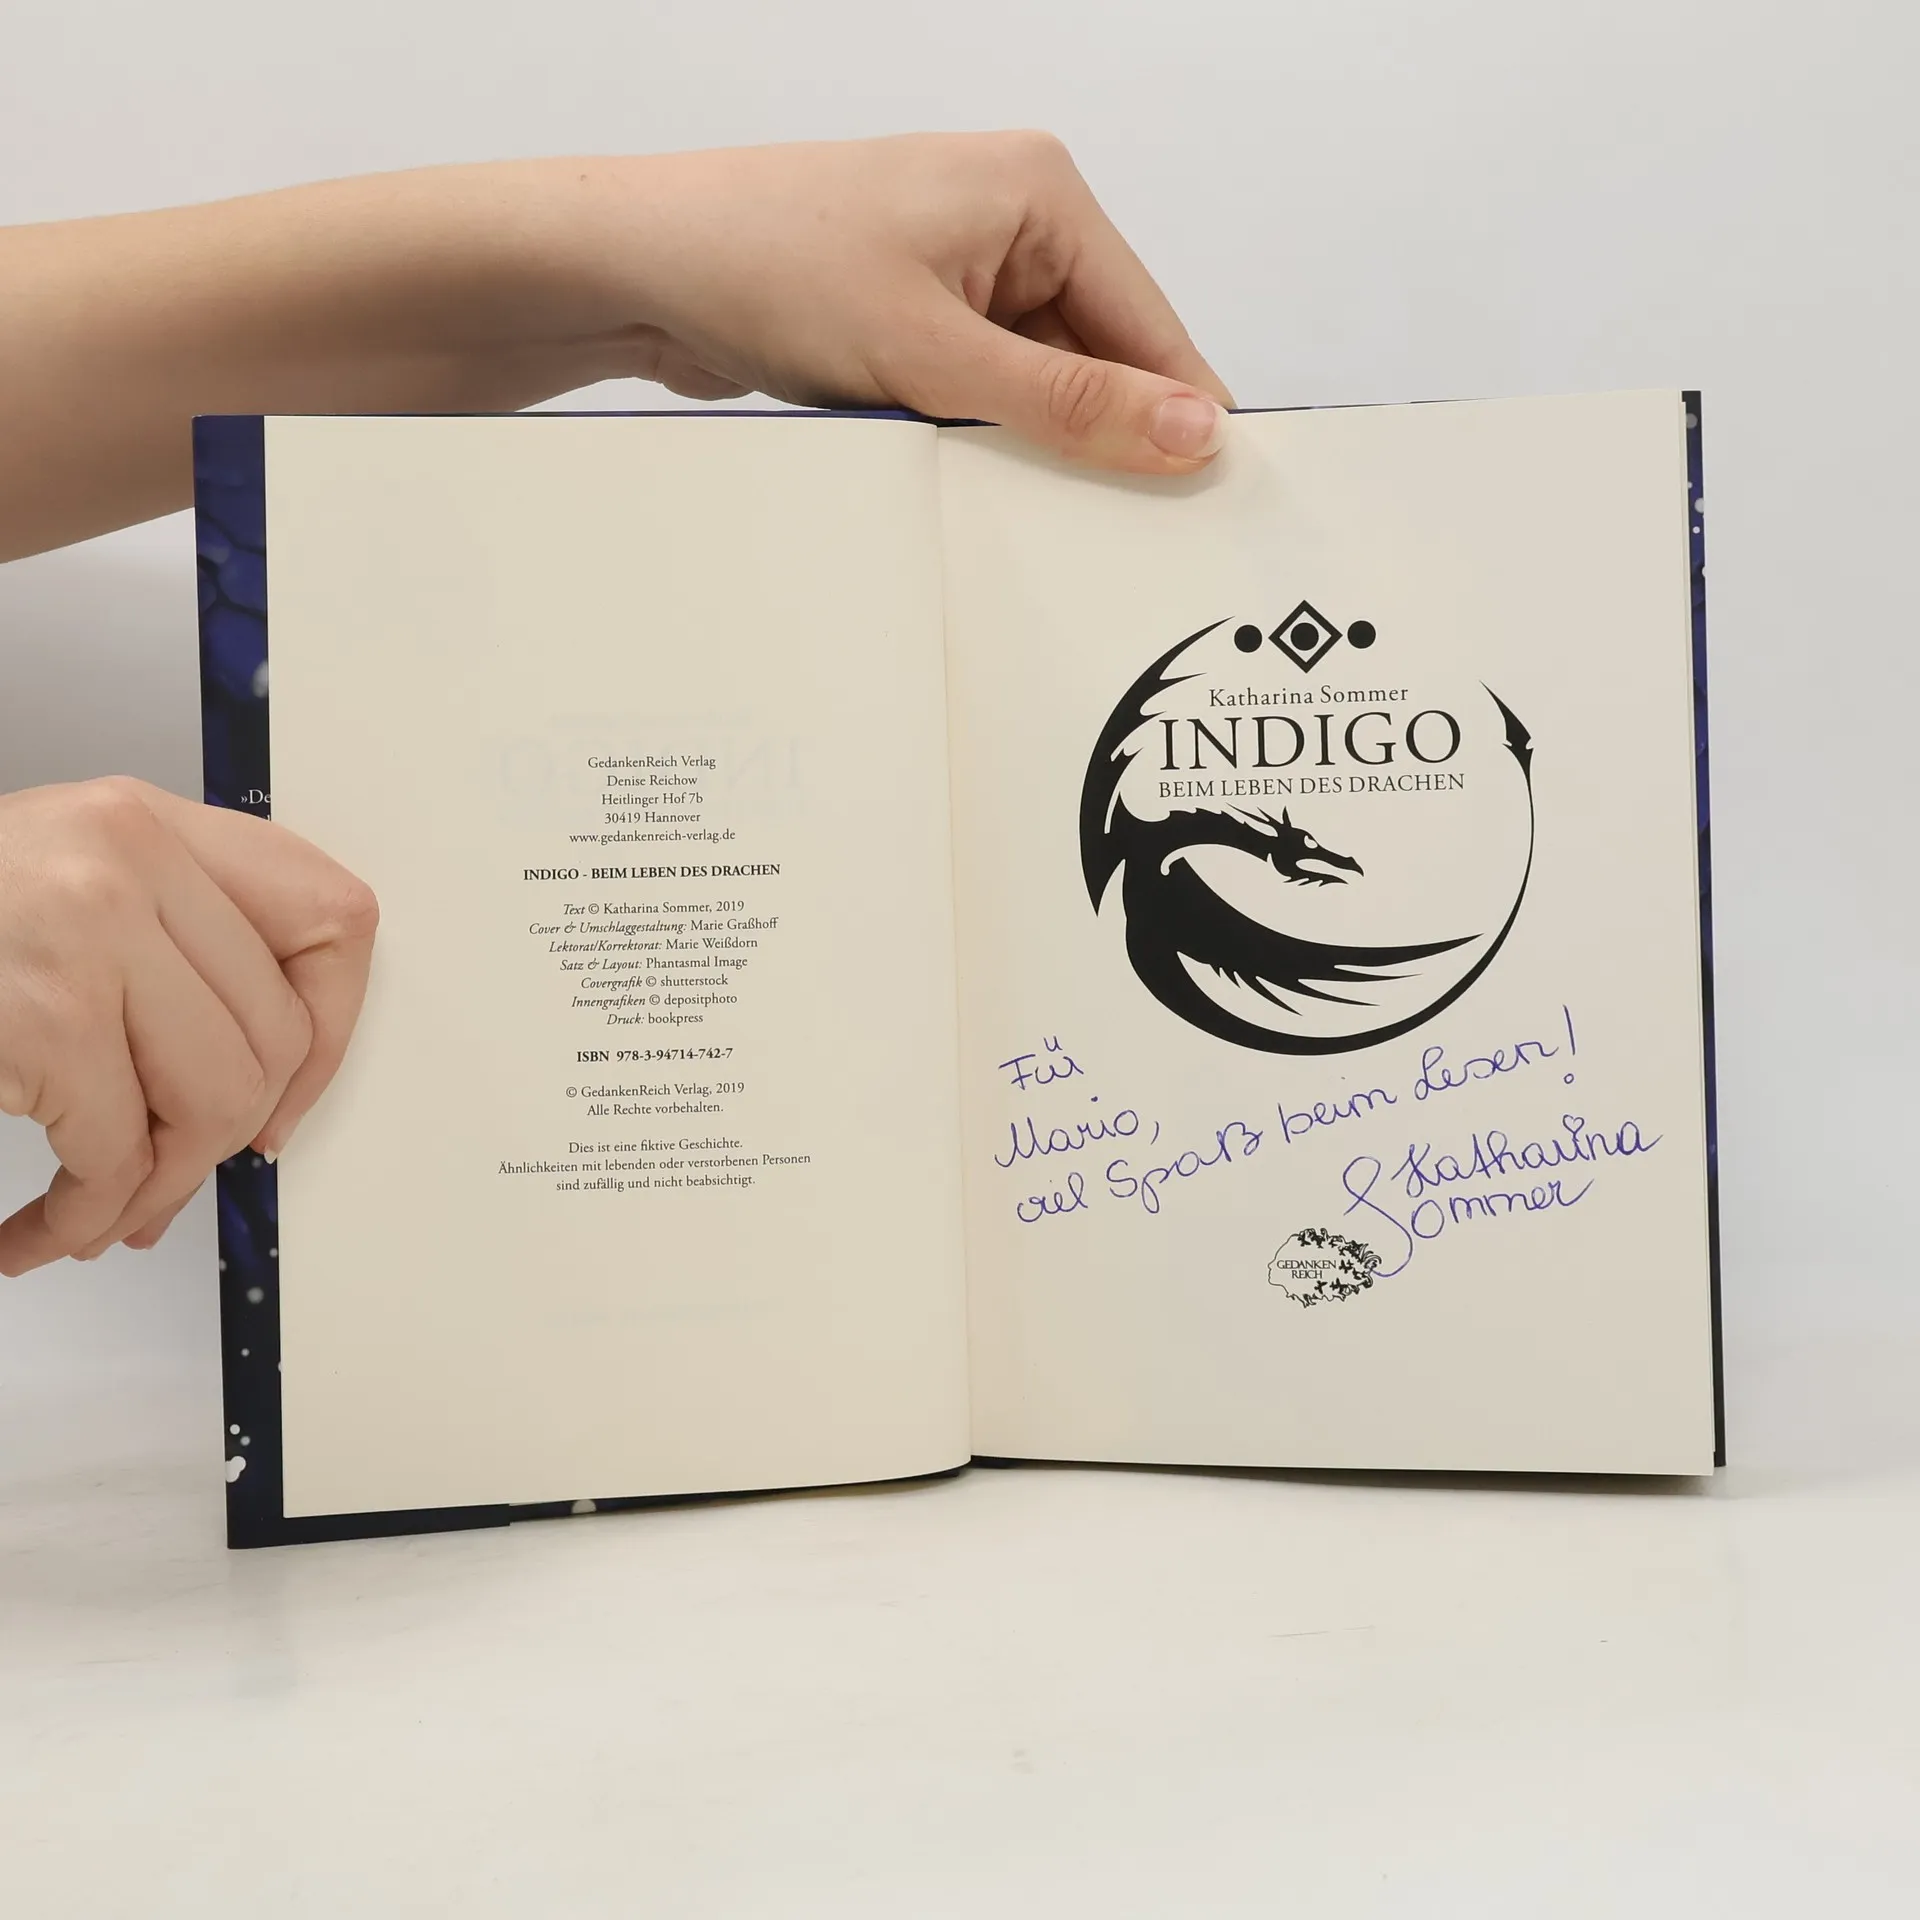 »De
GedankenReich Verlag
Denise Reichow
Heitlinger Hof 7b
30419 Hannover
www.gedankenreich-verlag.de
INDIGO - BEIM LEBEN DES DRACHEN
Text © Katharina Sommer, 2019
Cover & Umschlaggestaltung: Marie Graßhoff
Lektorat/Korrektorat: Marie Weißdorn
Satz & Layout: Phantasmal Image
Covergrafik © shutterstock
Innengrafiken © depositphoto
Druck: bookpress
ISBN 978-3-94714-742-7
© GedankenReich Verlag, 2019
Alle Rechte vorbehalten.
Dies ist eine fiktive Geschichte.
Ähnlichkeiten mit lebenden oder verstorbenen Personen
sind zufällig und nicht beabsichtigt.
Katharina Sommer
INDIGO
BEIM LEBEN DES DRACHEN
Für
Mario,
viel Spaß beim Lesen!
Katharina
Sommer
GEDANKEN
REICH